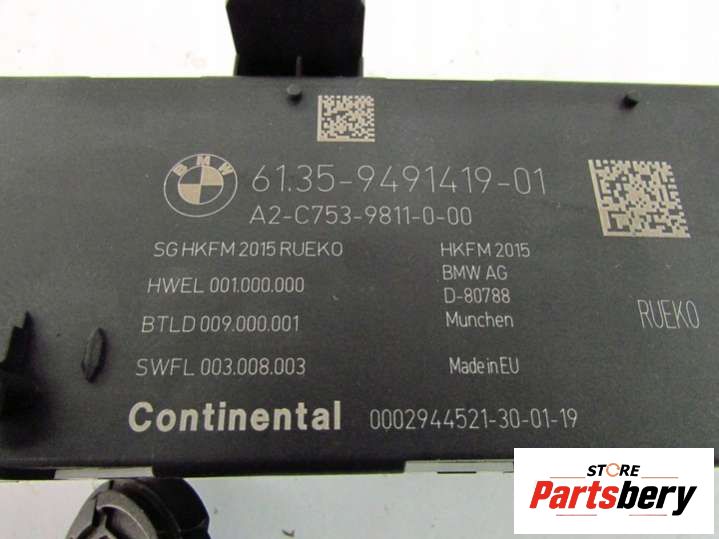 BMW
61.35-9491419-01
A2-C753-9811-0-00
SG HKFM 2015 RUEKO
HWEL 001.000.000
BTLD 009.000.001
SWFL 003.008.003
HKFM 2015
BMW AG
D-80788
Munchen
Made in EU
RUEKO
Continental 0002944521-30-01-19
STORE
Partsbery